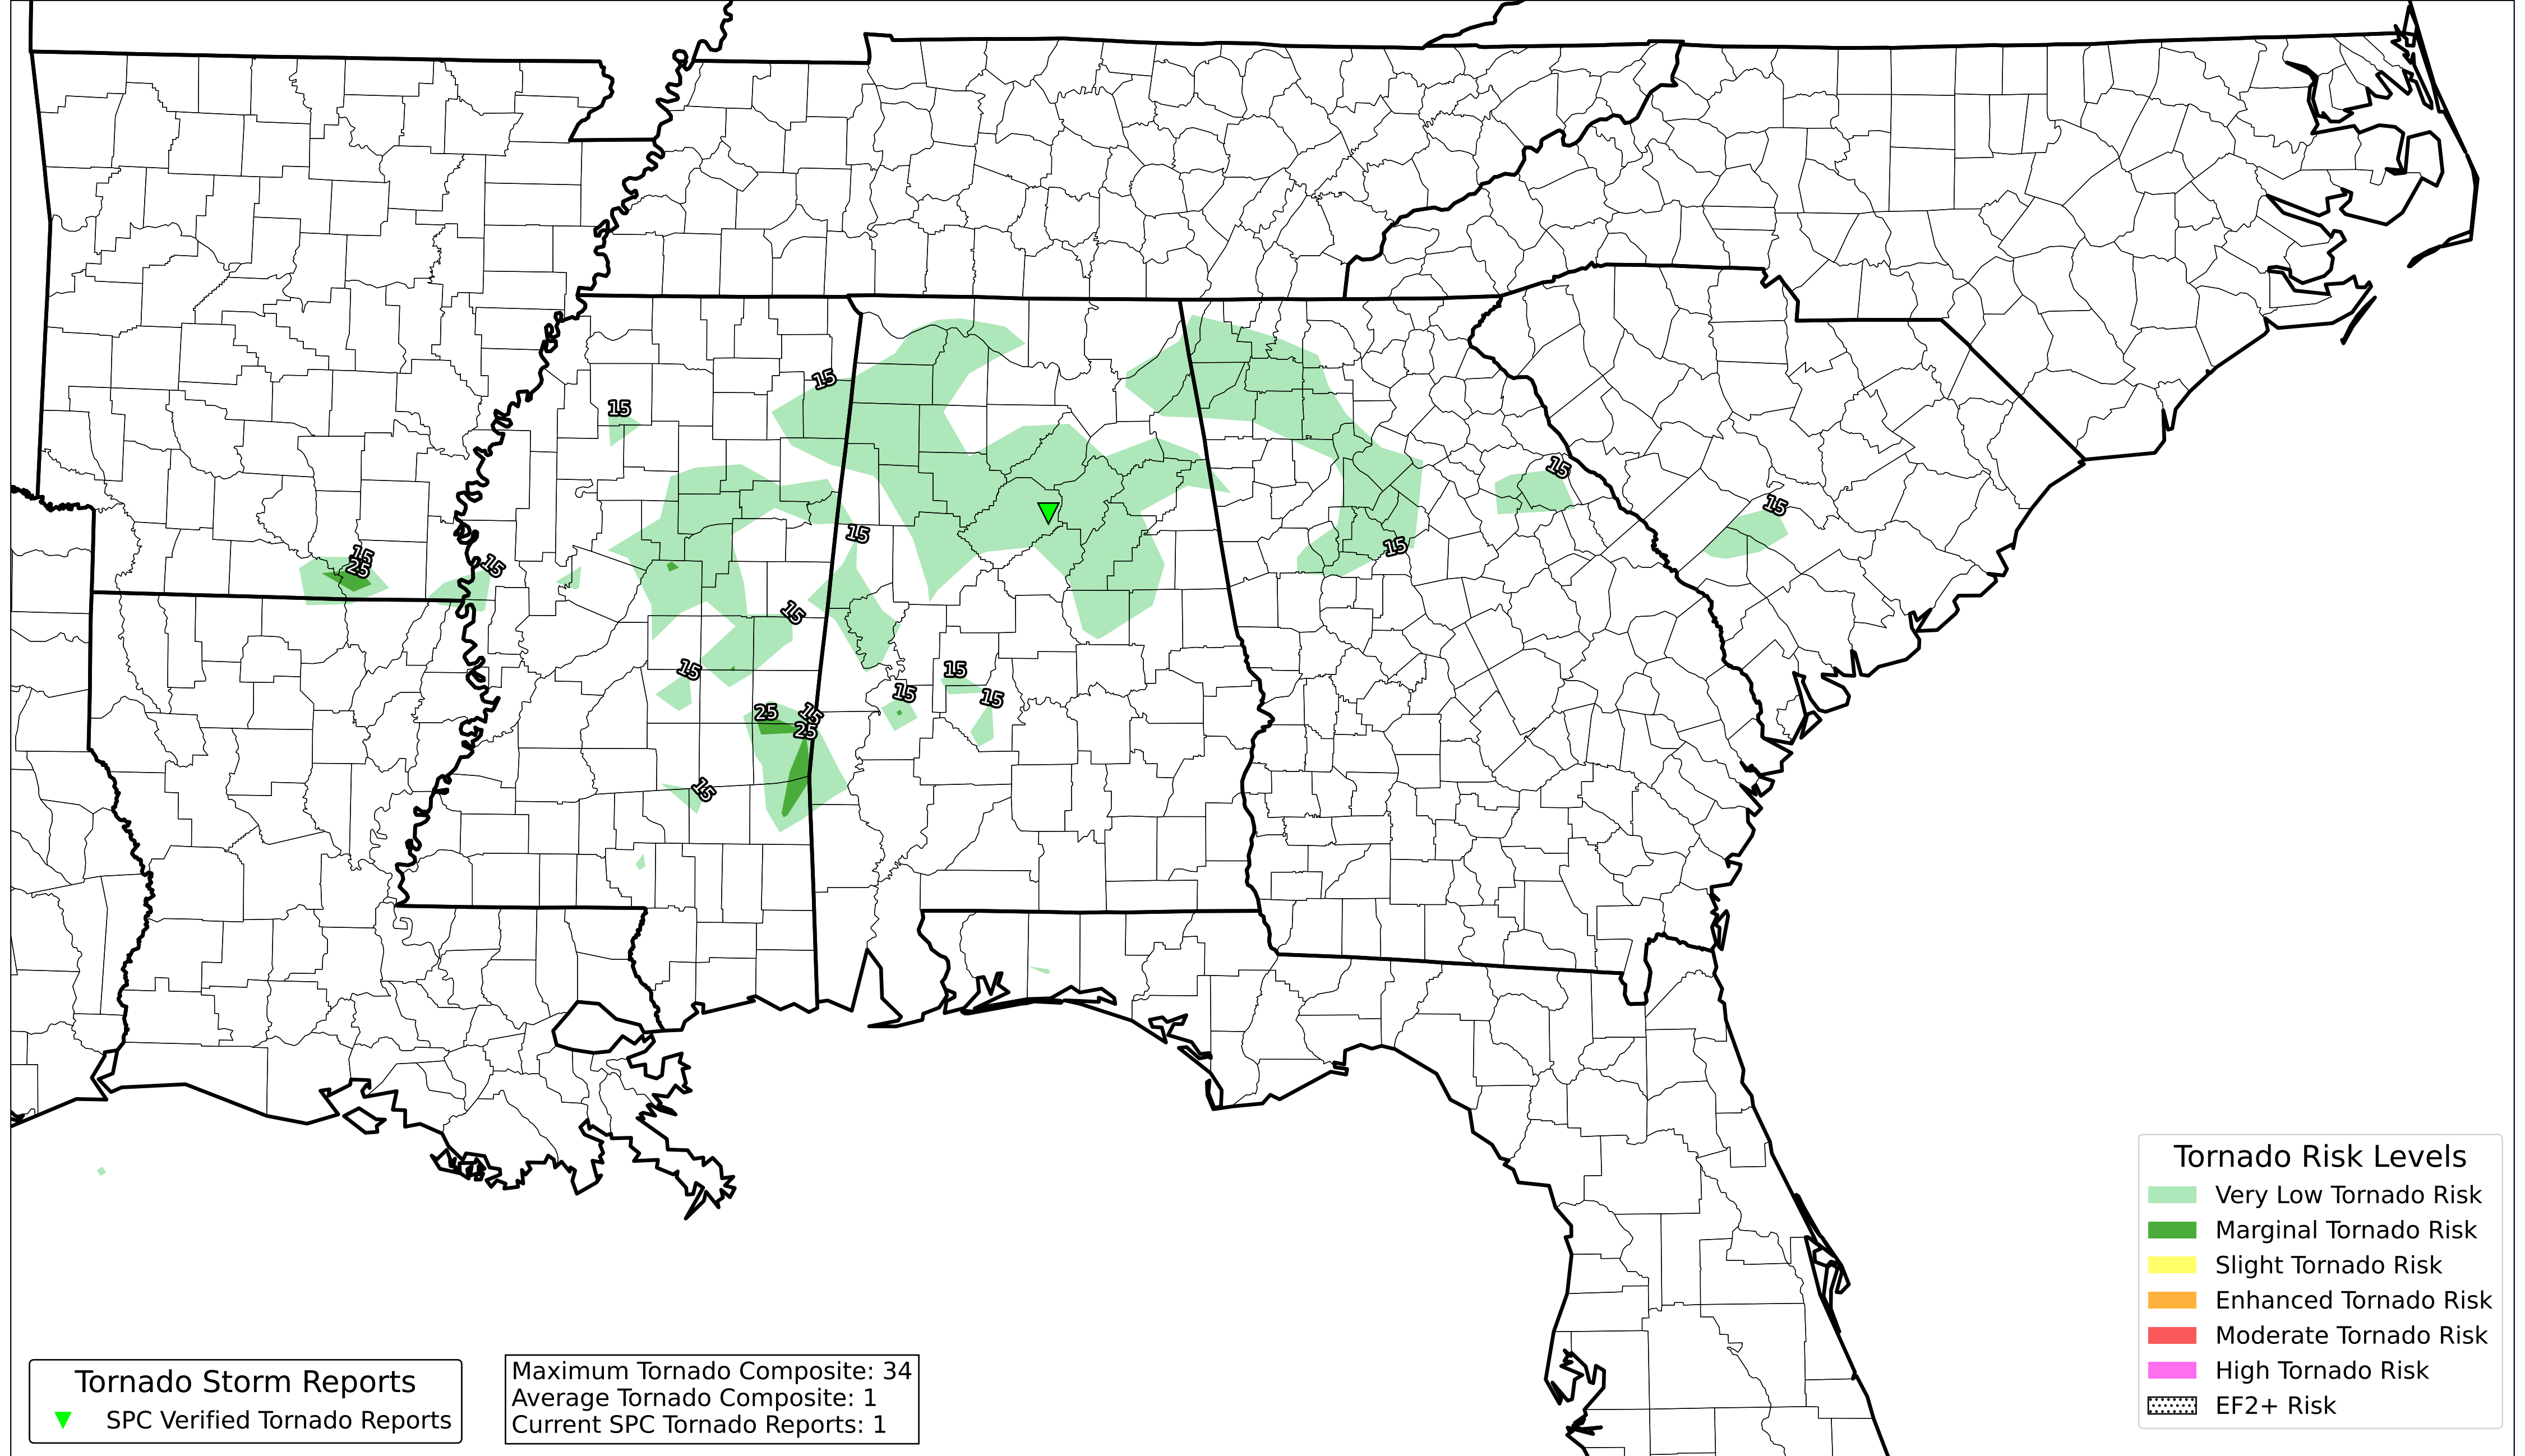 15
15
15
15
15
15
15
25
15
15
15
15
15
15
15
25
15
25
15
Tornado Risk Levels
Very Low Tornado Risk
Marginal Tornado Risk
Slight Tornado Risk
Enhanced Tornado Risk
Moderate Tornado Risk
High Tornado Risk
EF2+ Risk
Tornado Storm Reports
SPC Verified Tornado Reports
Maximum Tornado Composite: 34
Average Tornado Composite: 1
Current SPC Tornado Reports: 1